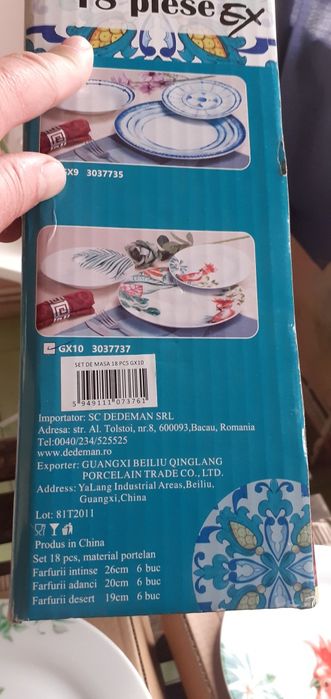 18 piese GX
GX9 3037735
GX10 3037737
SET DE MASA 18 PCS GX10
5 949111 073761
Importator: SC DEDEMAN SRL
Adresa: str. Al. Tolstoi, nr.8, 600093,Bacau, Romania
Tel:0040/234/525525
www.dedeman.ro
Exporter: GUANGXI BEILIU QINGLANG
PORCELAIN TRADE CO., LTD.
Address: YaLang Industrial Areas,Beiliu,
Guangxi,China
Lot: 81T2011
Produs in China
Set 18 pcs, material portelan
Farfurii intinse 26cm 6 buc
Farfurii adanci 20cm 6 buc
Farfurii desert 19cm 6 buc